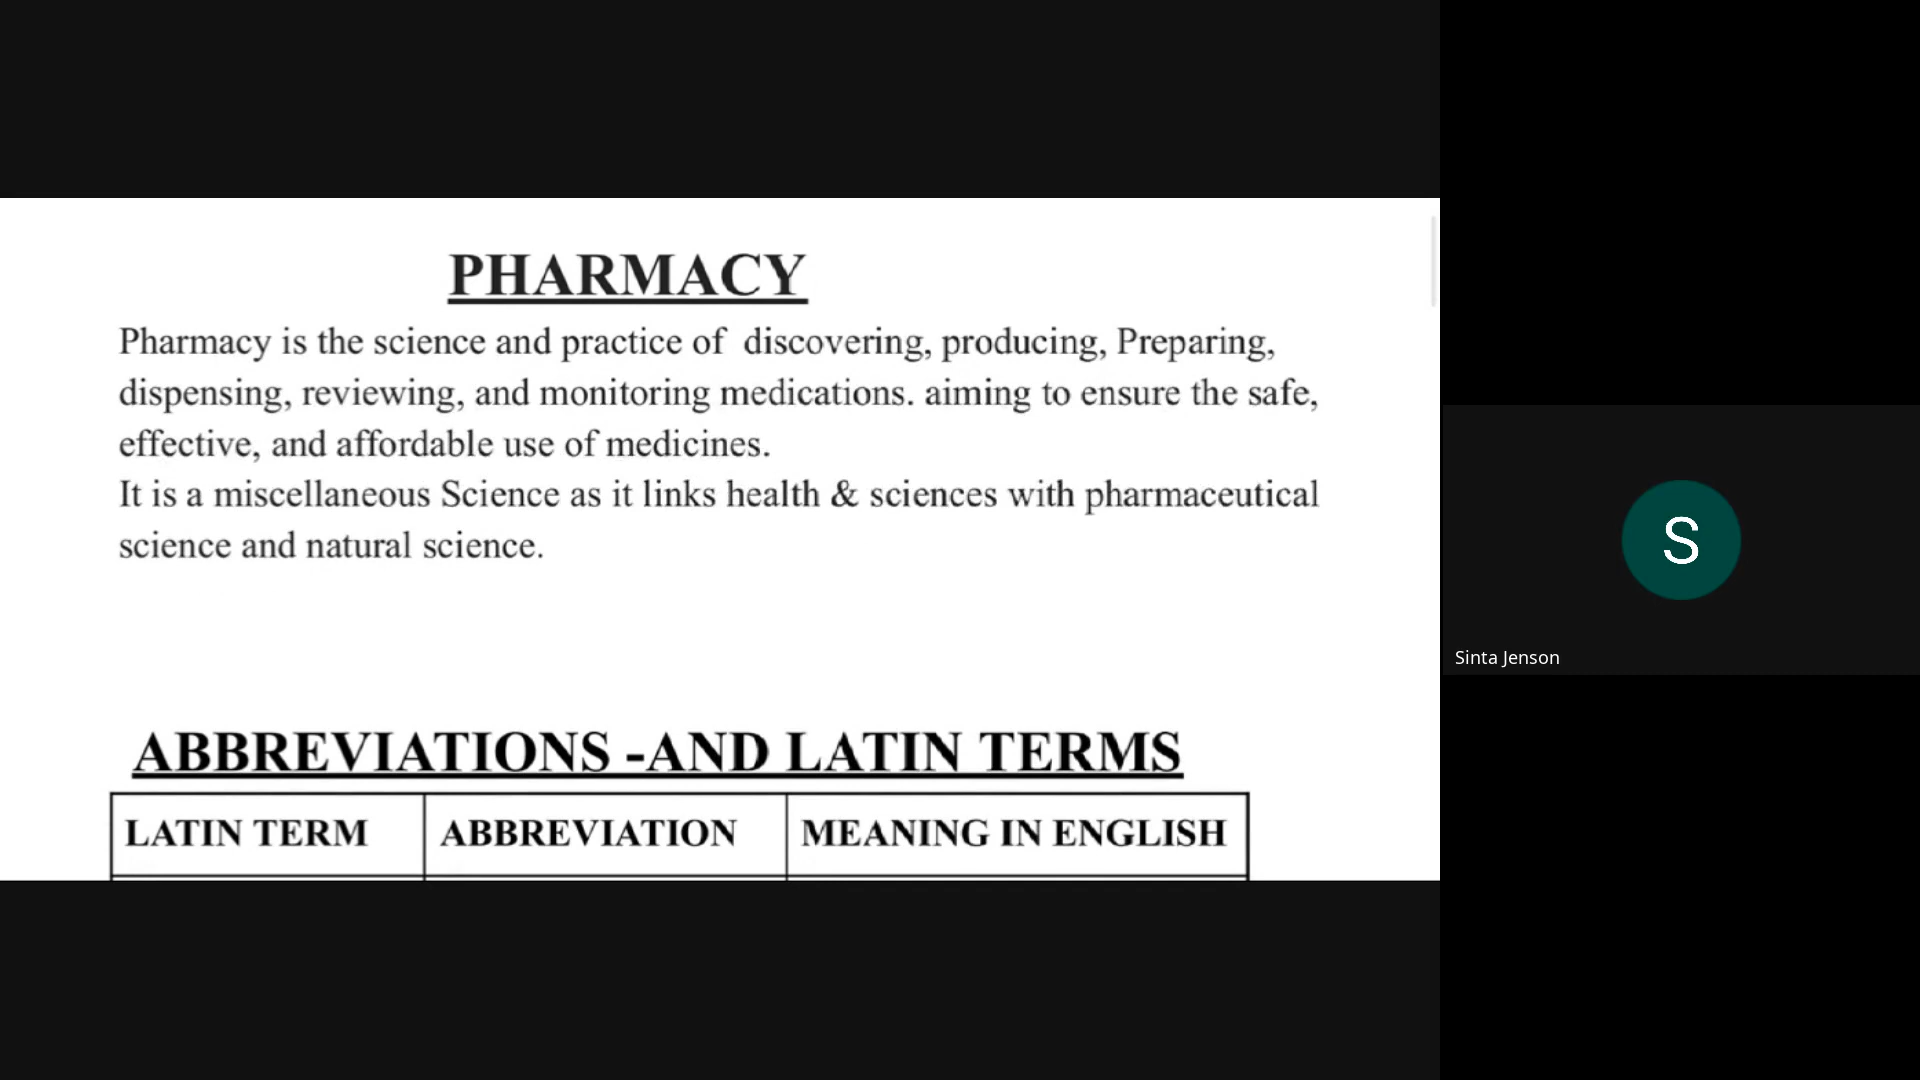 PHARMACY
Pharmacy is the science and practice of discovering, producing, Preparing,
dispensing, reviewing, and monitoring medications. aiming to ensure the safe,
effective, and affordable use of medicines.
It is a miscellaneous Science as it links health & sciences with pharmaceutical
science and natural science.
ABBREVIATIONS -AND LATIN TERMS
LATIN TERM ABBREVIATION MEANING IN ENGLISH
S
Sinta Jenson